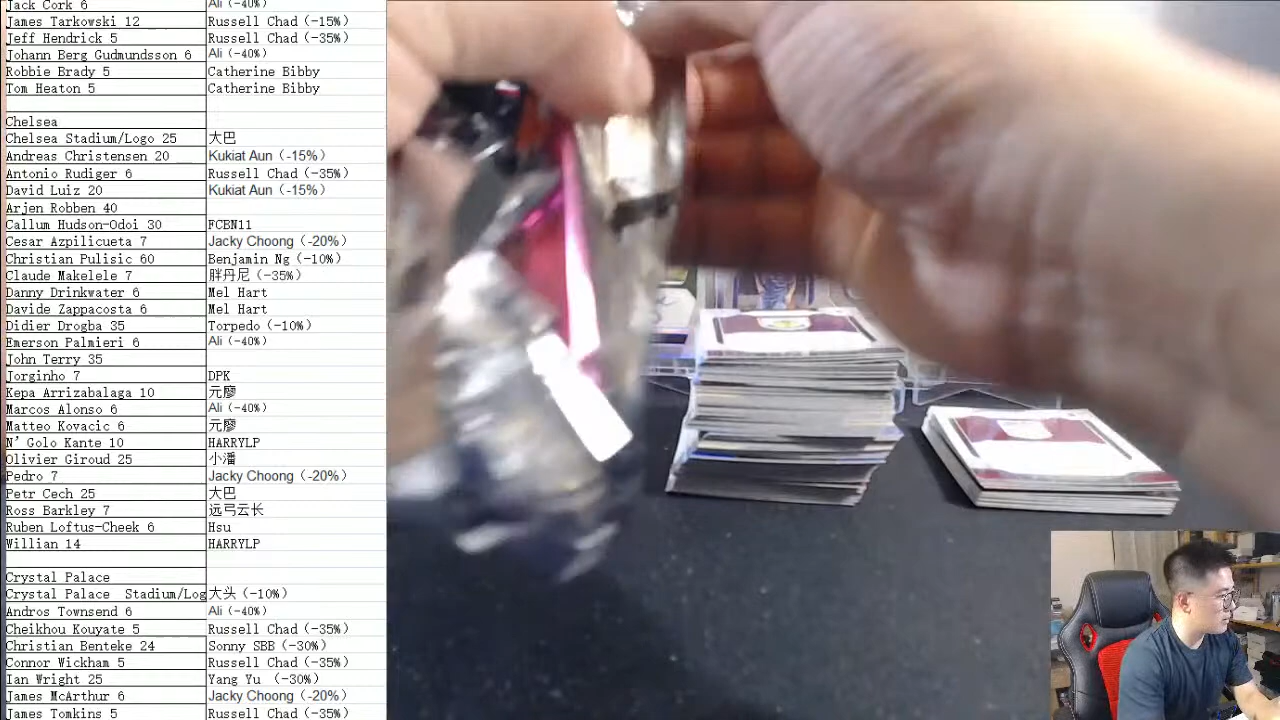 Jack Cork 6 Ali (-40%)
James Tarkowski 12 Russell Chad (-15%)
Jeff Hendrick 5 Russell Chad (-35%)
Johann Berg Gudmundsson 6 Ali (-40%)
Robbie Brady 5 Catherine Bibby
Tom Heaton 5 Catherine Bibby
Chelsea
Chelsea Stadium/Logo 25 大巴
Andreas Christensen 20 Kukiat Aun (-15%)
Antonio Rudiger 6 Russell Chad (-35%)
David Luiz 20 Kukiat Aun (-15%)
Arjen Robben 40
Callum Hudson-Odoi 30 FCBN11
Cesar Azpilicueta 7 Jacky Choong (-20%)
Christian Pulisic 60 Benjamin Ng (-10%)
Claude Makelele 7 胖丹尼 (-35%)
Danny Drinkwater 6 Mel Hart
Davide Zappacosta 6 Mel Hart
Didier Drogba 35 Torpedo (-10%)
Emerson Palmieri 6 Ali (-40%)
John Terry 35
Jorginho 7 DPK
Kepa Arrizabalaga 10 元廖
Marcos Alonso 6 Ali (-40%)
Matteo Kovacic 6 元廖
N' Golo Kante 10 HARRYLP
Olivier Giroud 25 小潘
Pedro 7 Jacky Choong (-20%)
Petr Cech 25 大巴
Ross Barkley 7 远弓云长
Ruben Loftus-Cheek 6 Hsu
Willian 14 HARRYLP
Crystal Palace
Crystal Palace Stadium/Log 大头 (-10%)
Andros Townsend 6 Ali (-40%)
Cheikhou Kouyate 5 Russell Chad (-35%)
Christian Benteke 24 Sonny SBB (-30%)
Connor Wickham 5 Russell Chad (-35%)
Ian Wright 25 Yang Yu (-30%)
James McArthur 6 Jacky Choong (-20%)
James Tomkins 5 Russell Chad (-35%)